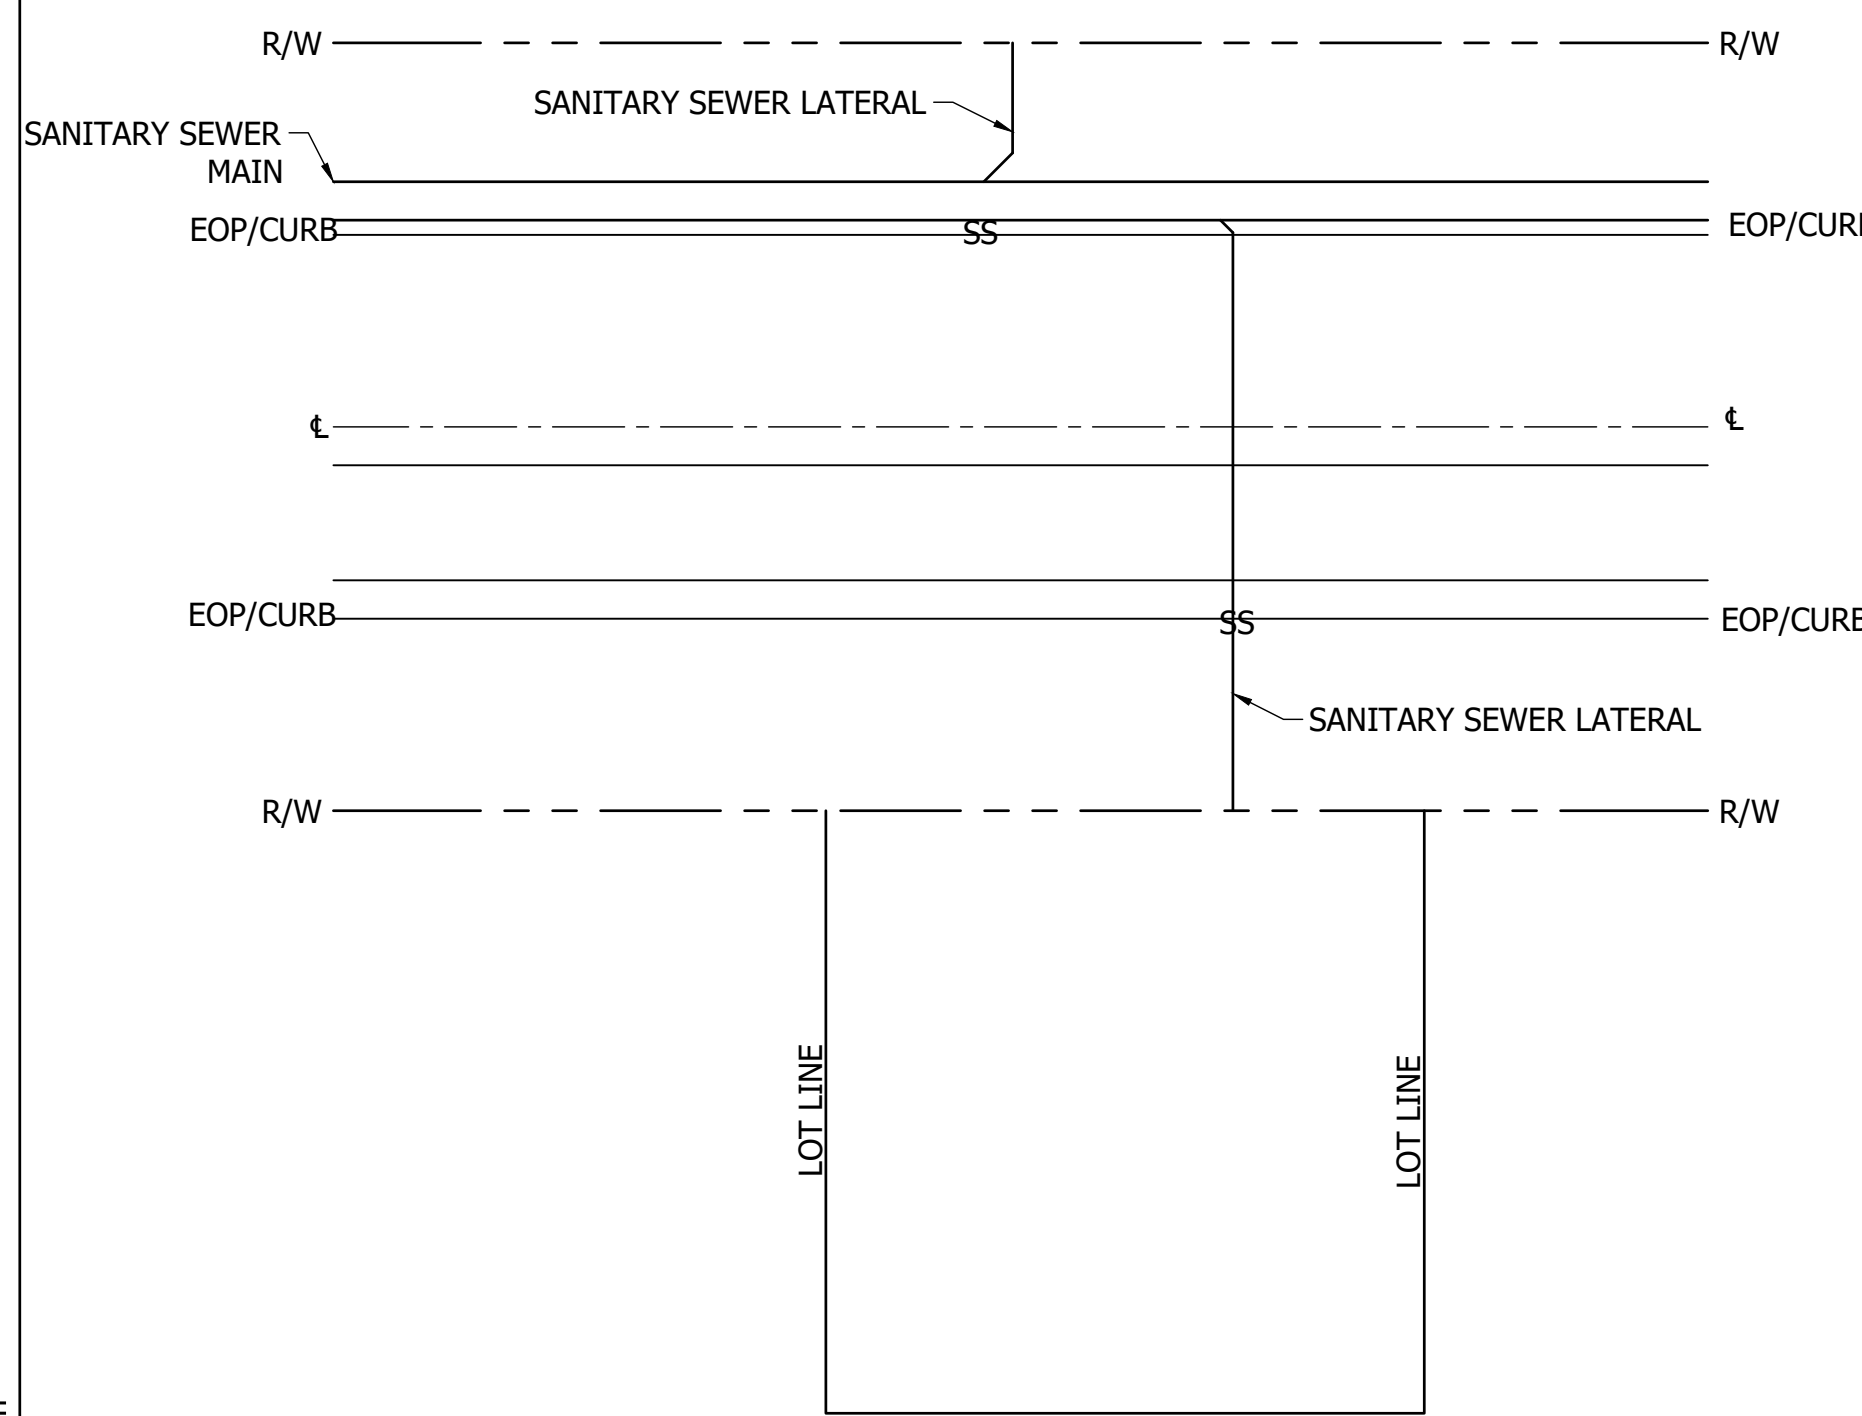 R/W R/W
SANITARY SEWER LATERAL
SANITARY SEWER
MAIN
EOP/CURB SS
℄ ℄
EOP/CURB SS
SANITARY SEWER LATERAL
R/W R/W
LOT LINE
LOT LINE